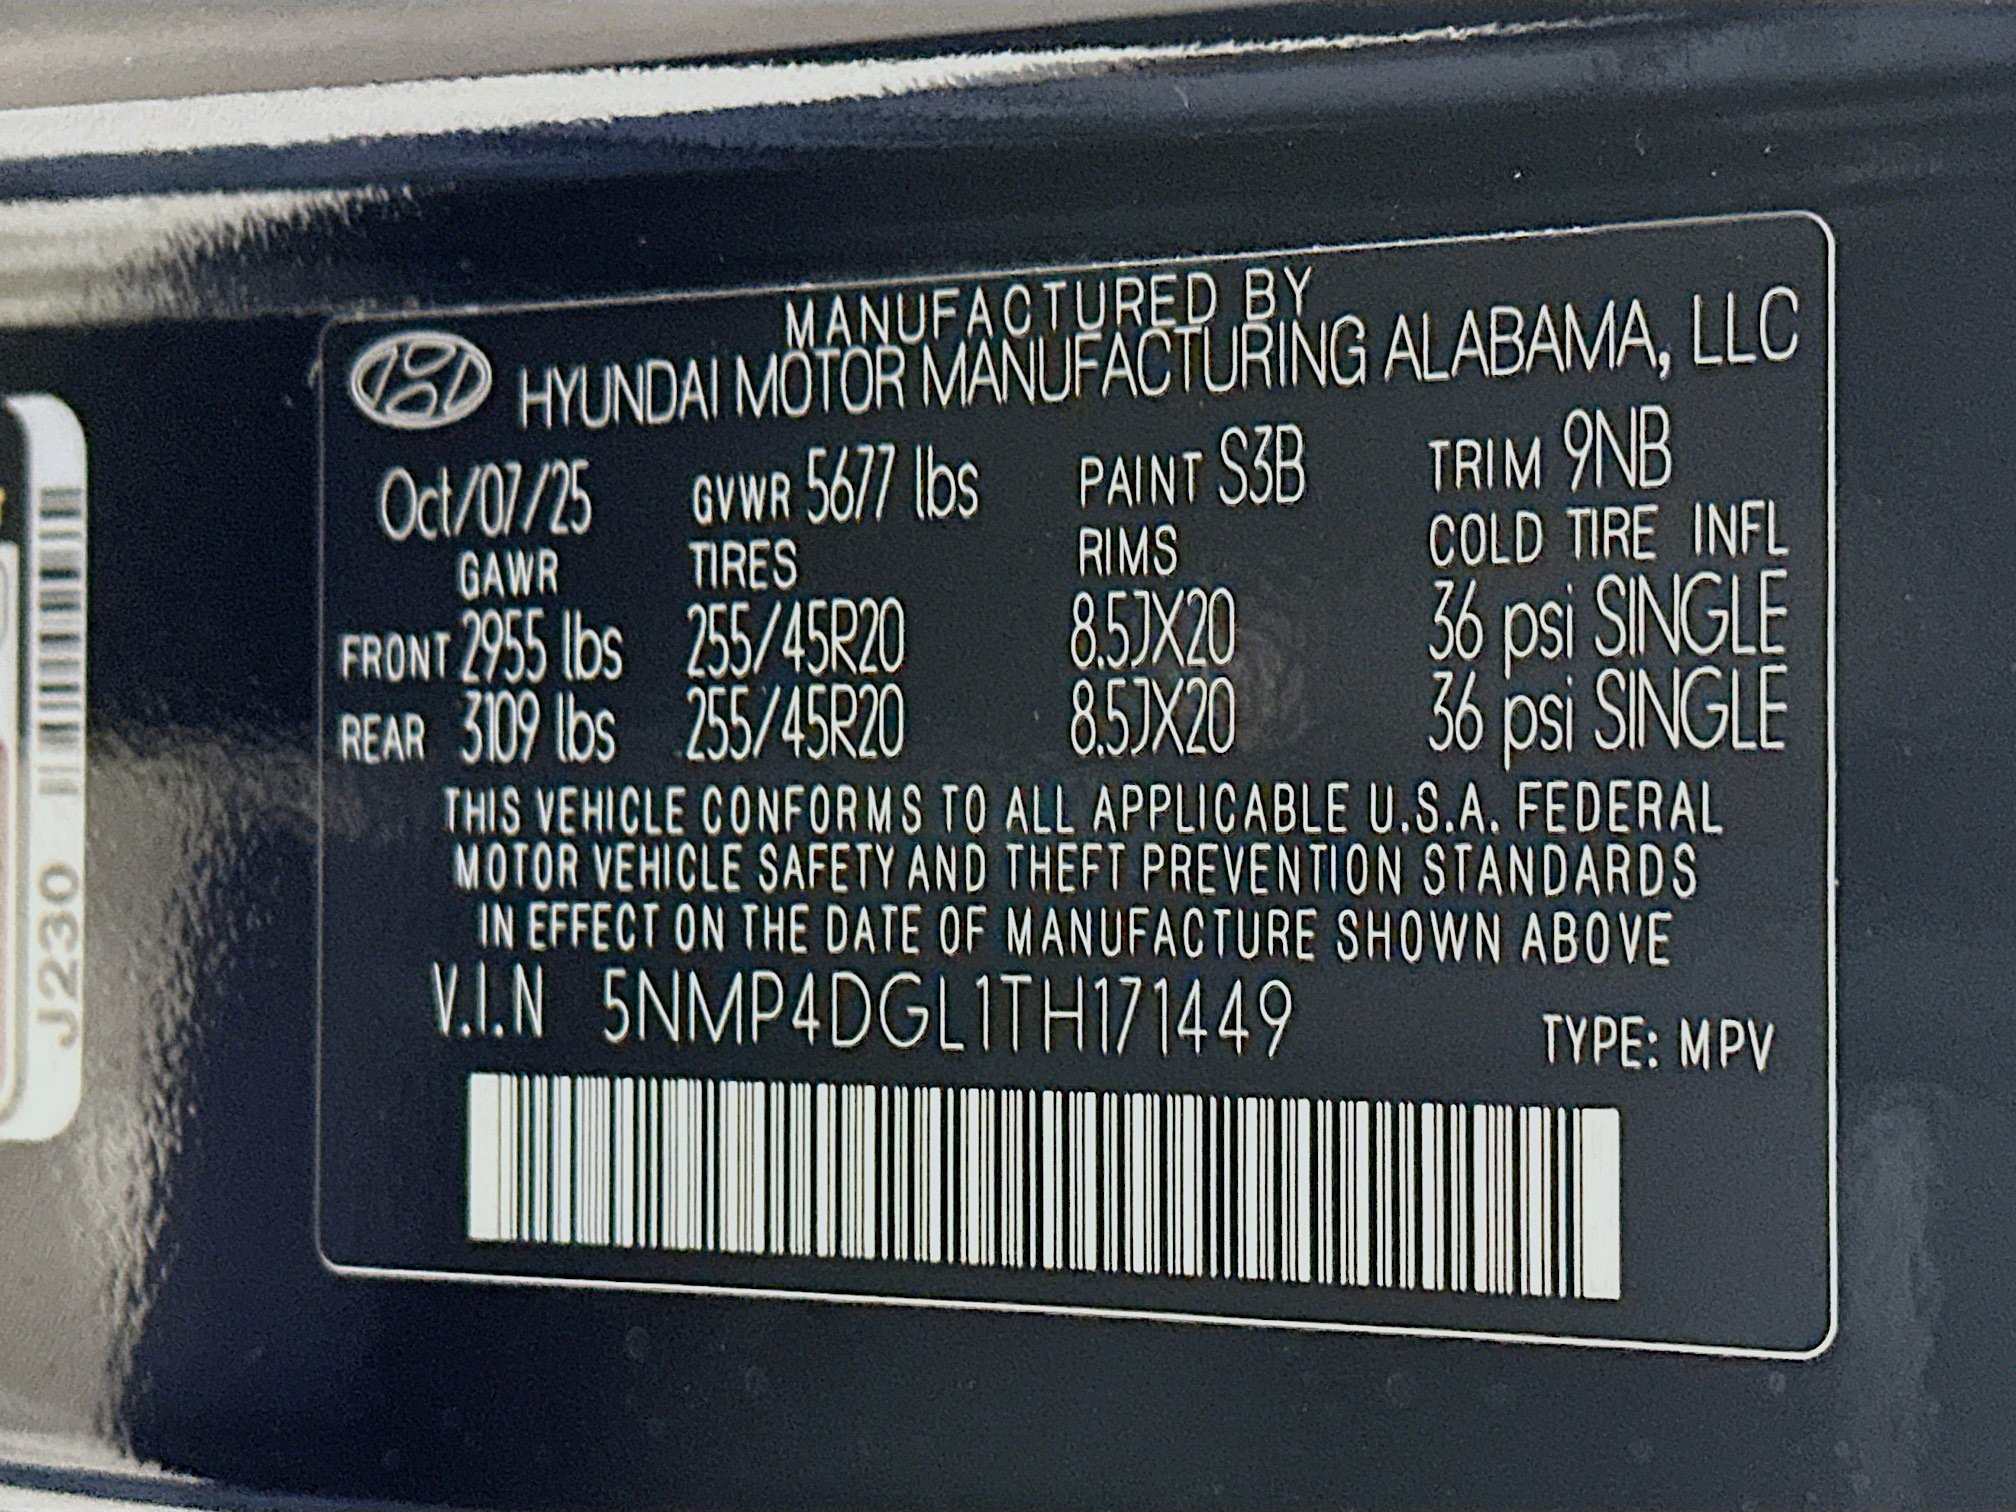 MANUFACTURED BY
HYUNDAI MOTOR MANUFACTURING ALABAMA, LLC
Oct/07/25 GVWR 5677 lbs PAINT S3B TRIM 9NB
GAWR TIRES RIMS COLD TIRE INFL
FRONT 2955 lbs 255/45R20 8.5JX20 36 psi SINGLE
REAR 3109 lbs 255/45R20 8.5JX20 36 psi SINGLE
THIS VEHICLE CONFORMS TO ALL APPLICABLE U.S.A. FEDERAL
MOTOR VEHICLE SAFETY AND THEFT PREVENTION STANDARDS
IN EFFECT ON THE DATE OF MANUFACTURE SHOWN ABOVE
V.I.N 5NMP4DGL1TH171449 TYPE: MPV
J230